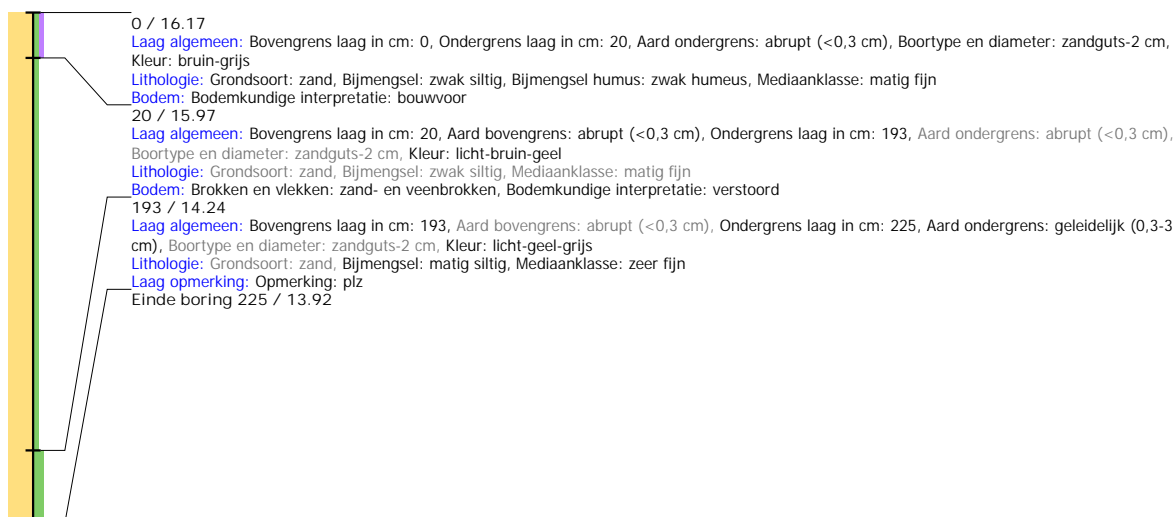 0 / 16.17
Laag algemeen: Bovengrens laag in cm: 0, Ondergrens laag in cm: 20, Aard ondergrens: abrupt (<0,3 cm), Boortype en diameter: zandguts-2 cm,
Kleur: bruin-grijs
Lithologie: Grondsoort: zand, Bijmengsel: zwak siltig, Bijmengsel humus: zwak humeus, Mediaanklasse: matig fijn
Bodem: Bodemkundige interpretatie: bouwvoor
20 / 15.97
Laag algemeen: Bovengrens laag in cm: 20, Aard bovengrens: abrupt (<0,3 cm), Ondergrens laag in cm: 193, Aard ondergrens: abrupt (<0,3 cm),
Boortype en diameter: zandguts-2 cm, Kleur: licht-bruin-geel
Lithologie: Grondsoort: zand, Bijmengsel: zwak siltig, Mediaanklasse: matig fijn
Bodem: Brokken en vlekken: zand- en veenbrokken, Bodemkundige interpretatie: verstoord
193 / 14.24
Laag algemeen: Bovengrens laag in cm: 193, Aard bovengrens: abrupt (<0,3 cm), Ondergrens laag in cm: 225, Aard ondergrens: geleidelijk (0,3-3
cm), Boortype en diameter: zandguts-2 cm, Kleur: licht-geel-grijs
Lithologie: Grondsoort: zand, Bijmengsel: matig siltig, Mediaanklasse: zeer fijn
Laag opmerking: Opmerking: plz
Einde boring 225 / 13.92